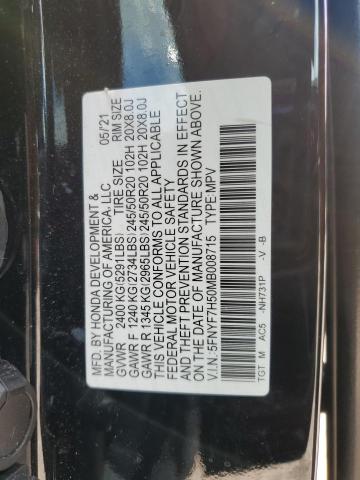 MFD. BY HONDA DEVELOPMENT & 05/'21
MANUFACTURING OF AMERICA, LLC
GVWR 2400 KG(5291LBS) TIRE SIZE RIM SIZE
GAWR F 1240 KG(2734LBS) 245/50R20 102H 20X8.0J
GAWR R 1345 KG(2965LBS) 245/50R20 102H 20X8.0J
THIS VEHICLE CONFORMS TO ALL APPLICABLE
FEDERAL MOTOR VEHICLE SAFETY
AND THEFT PREVENTION STANDARDS IN EFFECT
ON THE DATE OF MANUFACTURE SHOWN ABOVE.
V.I.N.:5FNYF7H50MB008715 TYPE:MPV
TGT M AC5 -NH731P -V -B